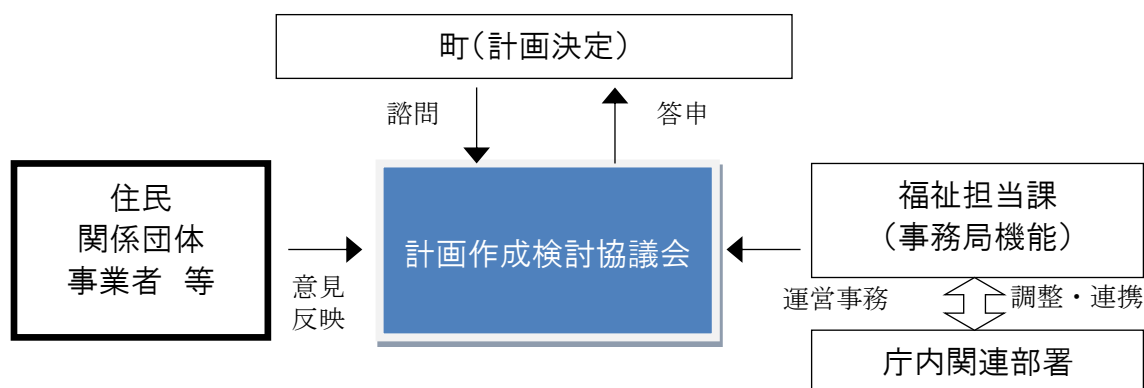 町（計画決定）
諮問
答申
住民
関係団体
事業者　等
意見
反映
計画作成検討協議会
福祉担当課
（事務局機能）
運営事務
調整・連携
庁内関連部署